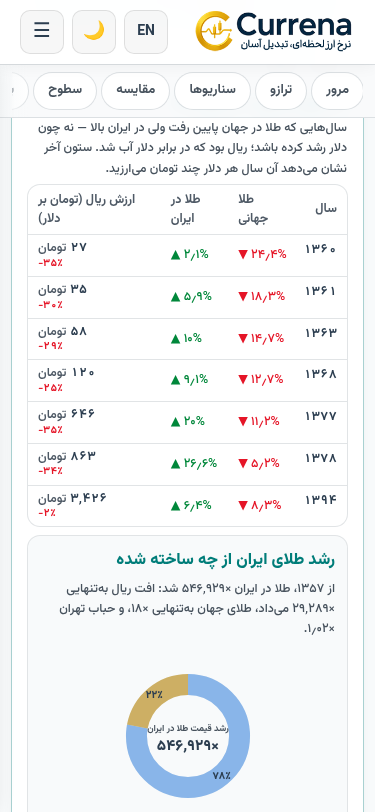 ☰ 🌙 EN Currena
نرخ ارز لحظه‌ای، تبدیل آسان
مرور ترازو سناریوها مقایسه سطوح
سال‌هایی که طلا در جهان پایین رفت ولی در ایران بالا — نه چون
دلار رشد کرده باشد؛ ریال بود که در برابر دلار آب شد. ستون آخر
نشان می‌دهد آن سال هر دلار چند تومان می‌ارزید.
سال طلا جهانی طلا در ایران ارزش ریال (تومان بر دلار)
۱۳۶۰ ▼ ۲۴٫۴% ▲ ۲٫۱% ۲۷ تومان
-۳۵٪
۱۳۶۱ ▼ ۱۸٫۳% ▲ ۵٫۹% ۳۵ تومان
-۳۰٪
۱۳۶۳ ▼ ۱۴٫۷% ▲ ۱۰% ۵۸ تومان
-۲۹٪
۱۳۶۸ ▼ ۱۲٫۷% ▲ ۹٫۱% ۱۲۰ تومان
-۲۵٪
۱۳۷۷ ▼ ۱۱٫۲% ▲ ۲۰% ۶۴۶ تومان
-۳۵٪
۱۳۷۸ ▼ ۵٫۲% ▲ ۲۶٫۶% ۸۶۳ تومان
-۳۴٪
۱۳۹۴ ▼ ۸٫۳% ▲ ۶٫۴% ۳,۴۲۶ تومان
-۲٪
رشد طلای ایران از چه ساخته شده
از ۱۳۵۷، طلا در ایران ×۵۴۶,۹۲۹ شد: افت ریال به‌تنهایی
×۲۹,۲۸۹ می‌داد، طلای جهان به‌تنهایی ×۱۸، و حباب تهران
×۱٫۰۲.
۲۲٪
رشد قیمت طلا در ایران
×۵۴۶,۹۲۹
۷۸٪